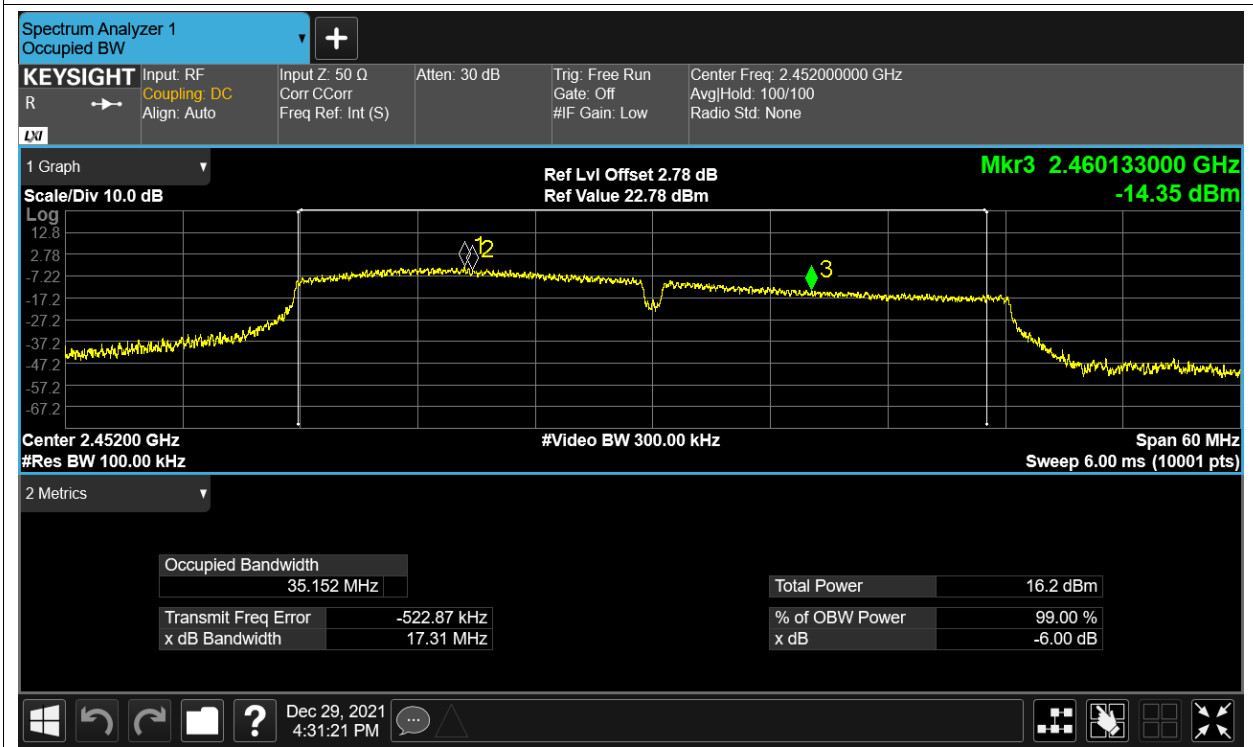 Spectrum Analyzer 1
Occupied BW
KEYSIGHT
R
LXI
Input: RF
Coupling: DC
Align: Auto
Input Z: 50 Ω
Corr CCorr
Freq Ref: Int (S)
Atten: 30 dB
Trig: Free Run
Gate: Off
#IF Gain: Low
Center Freq: 2.452000000 GHz
Avg|Hold: 100/100
Radio Std: None
1 Graph
Scale/Div 10.0 dB
Ref Lvl Offset 2.78 dB
Ref Value 22.78 dBm
Mkr3 2.460133000 GHz
-14.35 dBm
Log
12.8
2.78
-7.22
-17.2
-27.2
-37.2
-47.2
-57.2
-67.2
1
2
3
Center 2.45200 GHz
#Res BW 100.00 kHz
#Video BW 300.00 kHz
Span 60 MHz
Sweep 6.00 ms (10001 pts)
2 Metrics
Occupied Bandwidth
35.152 MHz
Transmit Freq Error -522.87 kHz
x dB Bandwidth 17.31 MHz
Total Power 16.2 dBm
% of OBW Power 99.00 %
x dB -6.00 dB
Dec 29, 2021
4:31:21 PM